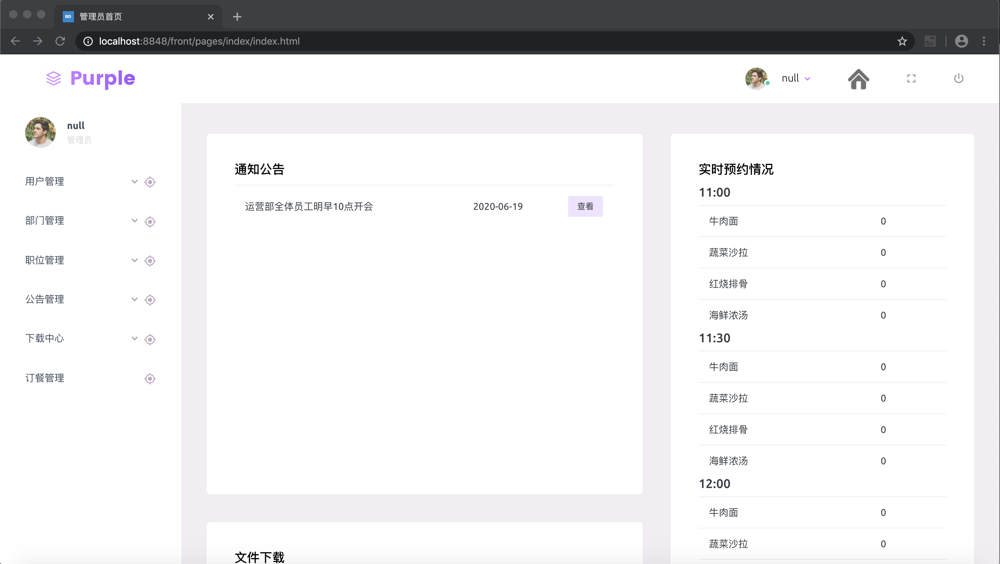 BD 管理员首页
localhost:8848/front/pages/index/index.html
Se
Purple
null
null
管理员
用户管理
部门管理
职位管理
公告管理
下载中心
订餐管理
通知公告
运营部全体员工明早10点开会 2020-06-19 查看
文件下载
实时预约情况
11:00
牛肉面 0
蔬菜沙拉 0
红烧排骨 0
海鲜浓汤 0
11:30
牛肉面 0
蔬菜沙拉 0
红烧排骨 0
海鲜浓汤 0
12:00
牛肉面 0
蔬菜沙拉 0